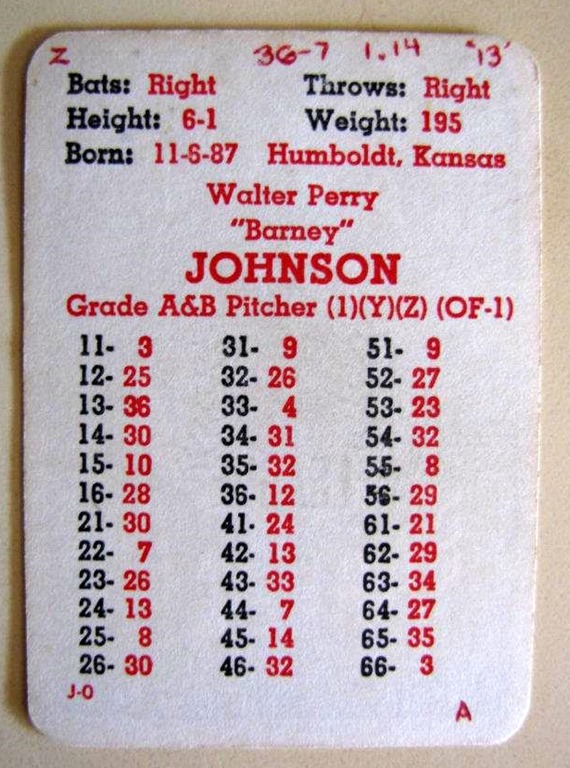 Z 36-7 1.14 '13'
Bats: Right Throws: Right
Height: 6-1 Weight: 195
Born: 11-6-87 Humboldt, Kansas
Walter Perry
"Barney"
JOHNSON
Grade A&B Pitcher (1)(Y)(Z) (OF-1)
11- 3 31- 9 51- 9
12- 25 32- 26 52- 27
13- 36 33- 4 53- 23
14- 30 34- 31 54- 32
15- 10 35- 32 55- 8
16- 28 36- 12 56- 29
21- 30 41- 24 61- 21
22- 7 42- 13 62- 29
23- 26 43- 33 63- 34
24- 13 44- 7 64- 27
25- 8 45- 14 65- 35
26- 30 46- 32 66- 3
J-0
A